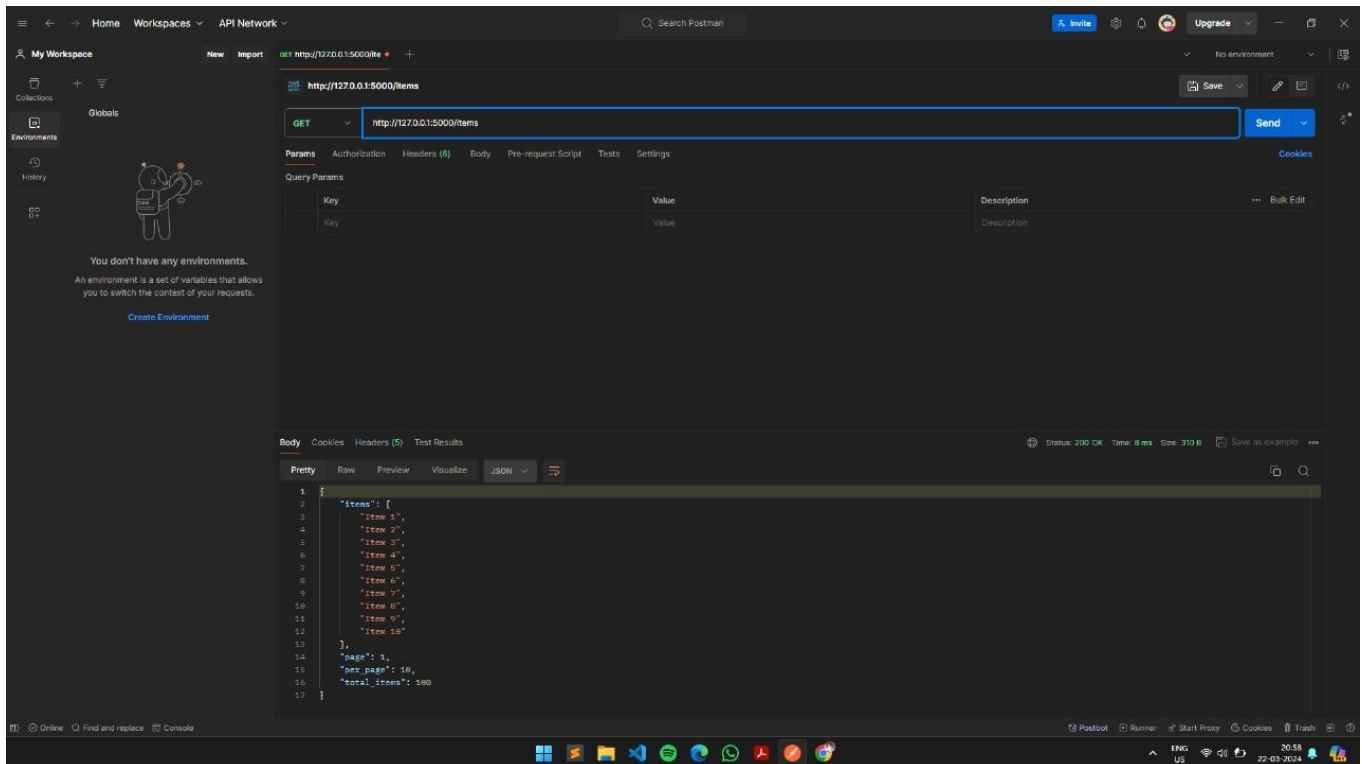 Home Workspaces API Network Search Postman Invite Upgrade
My Workspace New Import GET http://127.0.0.1:5000/ite No environment
Collections
Environments
History
Globals
You don't have any environments.
An environment is a set of variables that allows
you to switch the context of your requests.
Create Environment
http://127.0.0.1:5000/items Save
GET http://127.0.0.1:5000/items Send
Params Authorization Headers (6) Body Pre-request Script Tests Settings Cookies
Query Params
Key Value Description Bulk Edit
Key Value Description
Body Cookies Headers (5) Test Results Status: 200 OK Time: 8 ms Size: 310 B Save as example
Pretty Raw Preview Visualize JSON
1 {
2 "items": [
3 "Item 1",
4 "Item 2",
5 "Item 3",
6 "Item 4",
7 "Item 5",
8 "Item 6",
9 "Item 7",
10 "Item 8",
11 "Item 9",
12 "Item 10"
13 ],
14 "page": 1,
15 "per_page": 10,
16 "total_items": 100
17 }
Online Find and replace Console Postbot Runner Start Proxy Cookies Trash
ENG 20:58
US 22-03-2024